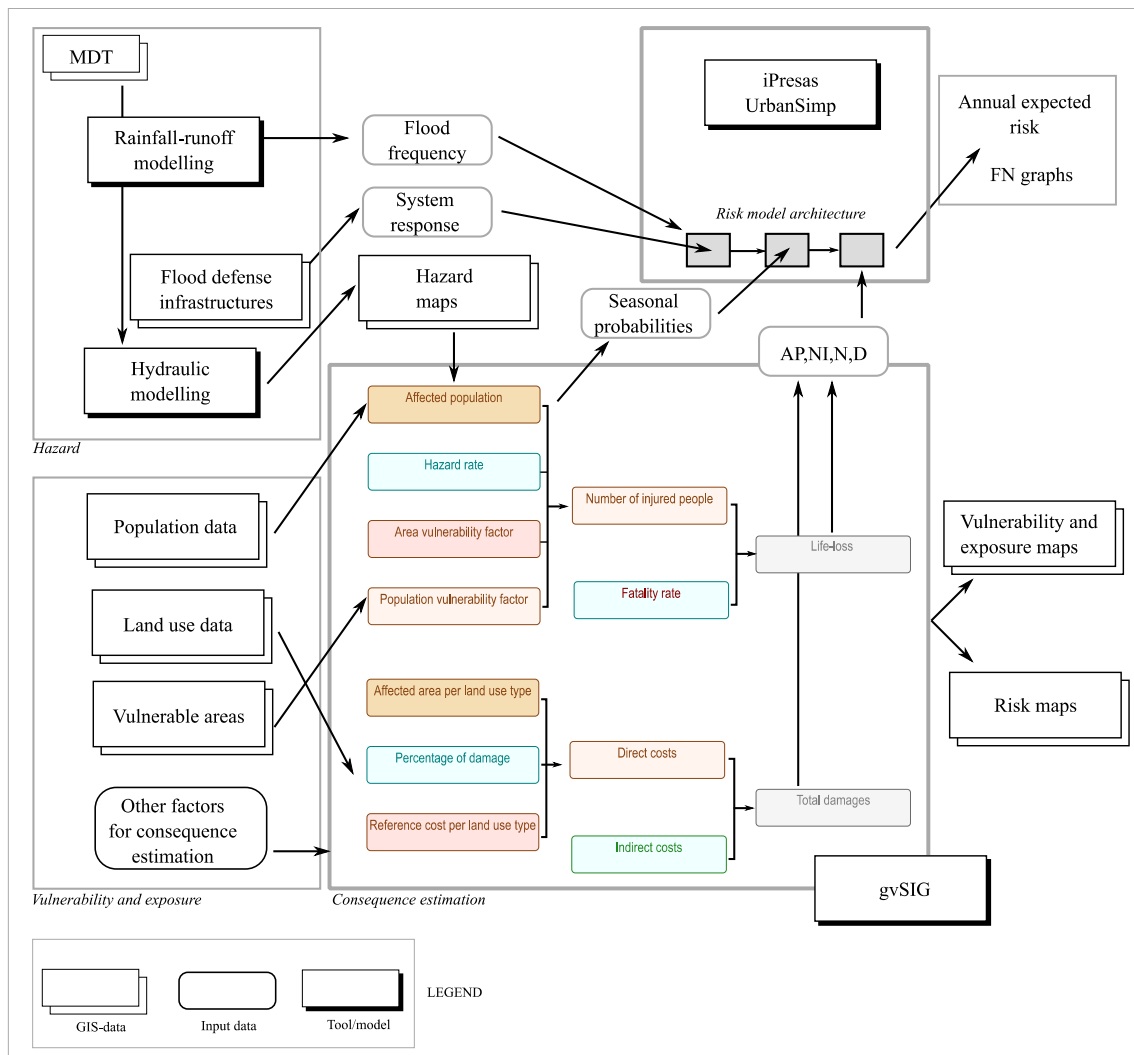 MDT
Rainfall-runoff
modelling
Flood defense
infrastructures
Hydraulic
modelling
Hazard
Flood
frequency
System
response
Hazard
maps
Seasonal
probabilities
iPresas
UrbanSimp
Risk model architecture
Annual expected
risk
FN graphs
AP,NI,N,D
Population data
Land use data
Vulnerable areas
Other factors
for consequence
estimation
Vulnerability and exposure
Affected population
Hazard rate
Area vulnerability factor
Population vulnerability factor
Number of injured people
Fatality rate
Life-loss
Affected area per land use type
Percentage of damage
Reference cost per land use type
Direct costs
Indirect costs
Total damages
Consequence estimation
gvSIG
Vulnerability and
exposure maps
Risk maps
GIS-data
Input data
Tool/model
LEGEND